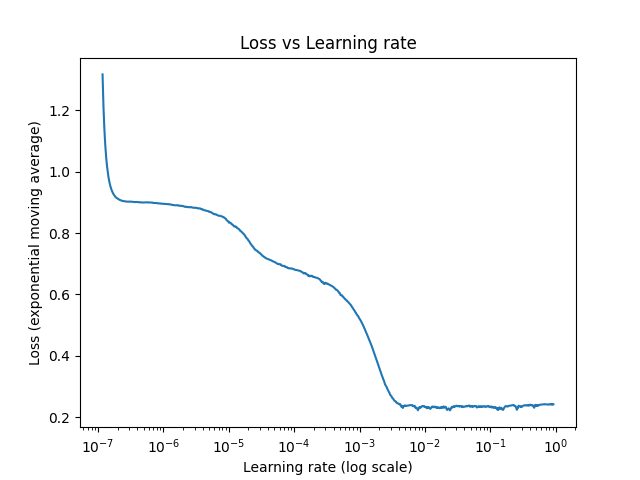 Loss vs Learning rate
Loss (exponential moving average)
1.2
1.0
0.8
0.6
0.4
0.2
10⁻⁷ 10⁻⁶ 10⁻⁵ 10⁻⁴ 10⁻³ 10⁻² 10⁻¹ 10⁰
Learning rate (log scale)